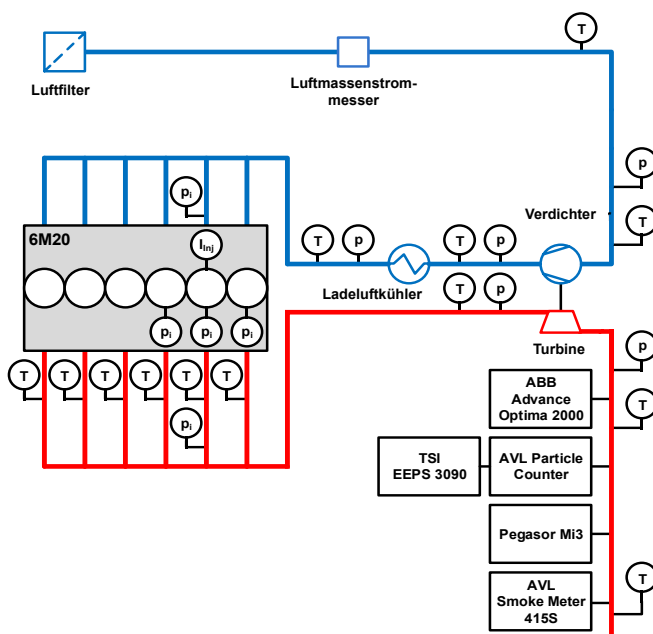 T
Luftfilter
Luftmassenstrom-
messer
p
pᵢ
Verdichter
T
6M20
I_Inj
T
p
T
p
Ladeluftkühler
T
p
pᵢ
pᵢ
pᵢ
Turbine
p
T
T
T
T
T
T
ABB
Advance
Optima 2000
T
pᵢ
TSI
EEPS 3090
AVL Particle
Counter
Pegasor Mi3
T
AVL
Smoke Meter
415S